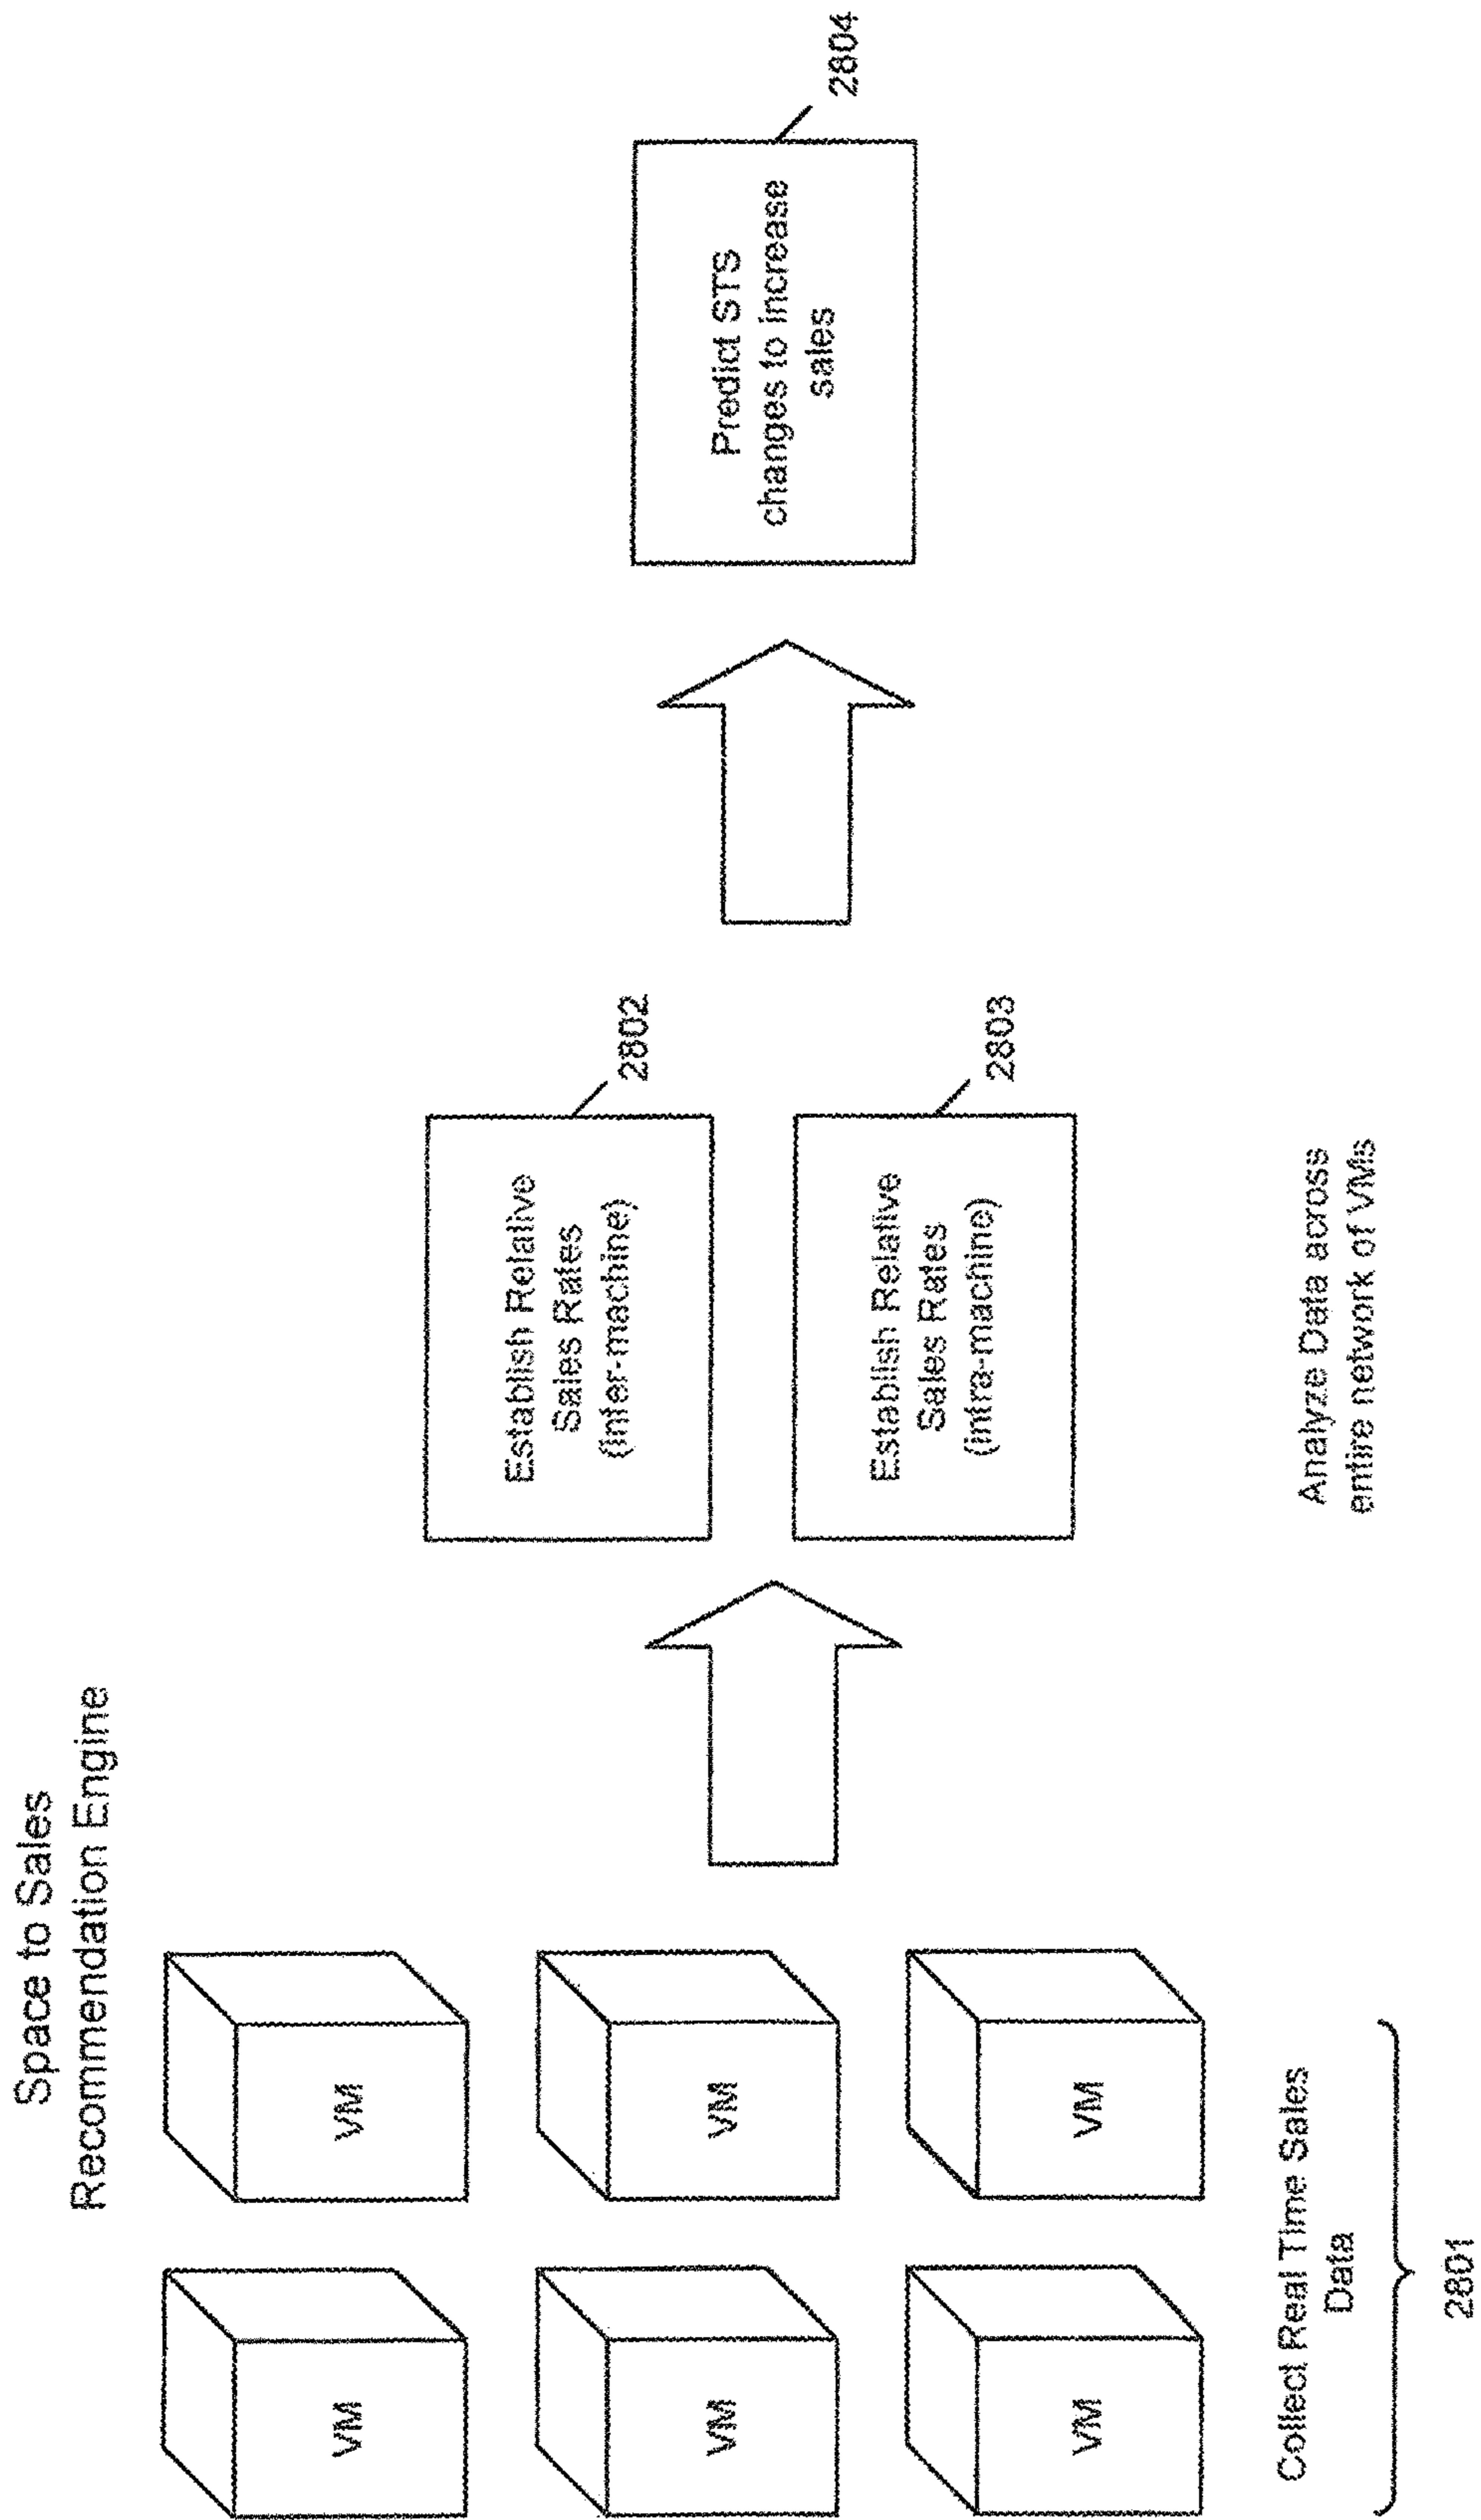 Space to Sales
Recommendation Engine
VM
VM
VM
VM
VM
VM
Collect Real Time Sales
Data
2801
Establish Relative
Sales Rates
(inter-machine)
2802
Establish Relative
Sales Rates
(intra-machine)
2803
Analyze Data across
entire network of VMs
Predict STS
changes to increase
sales
2804